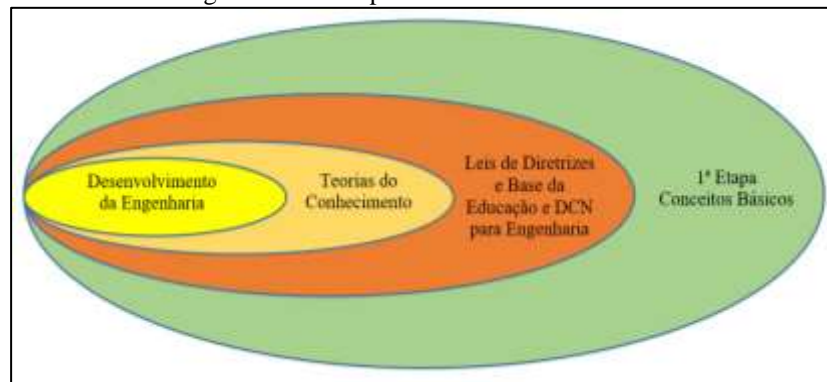 Desenvolvimento
da Engenharia
Teorias do
Conhecimento
Leis de Diretrizes
e Base da
Educação e DCN
para Engenharia
1ª Etapa
Conceitos Básicos